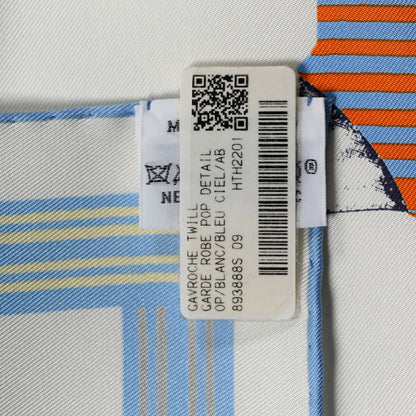 GAVROCHE TWILL
GARDE ROBE POP DETAIL
OP/BLANC/BLEU CIEL/AB
893888S 09 HTH2201
M
NE
®